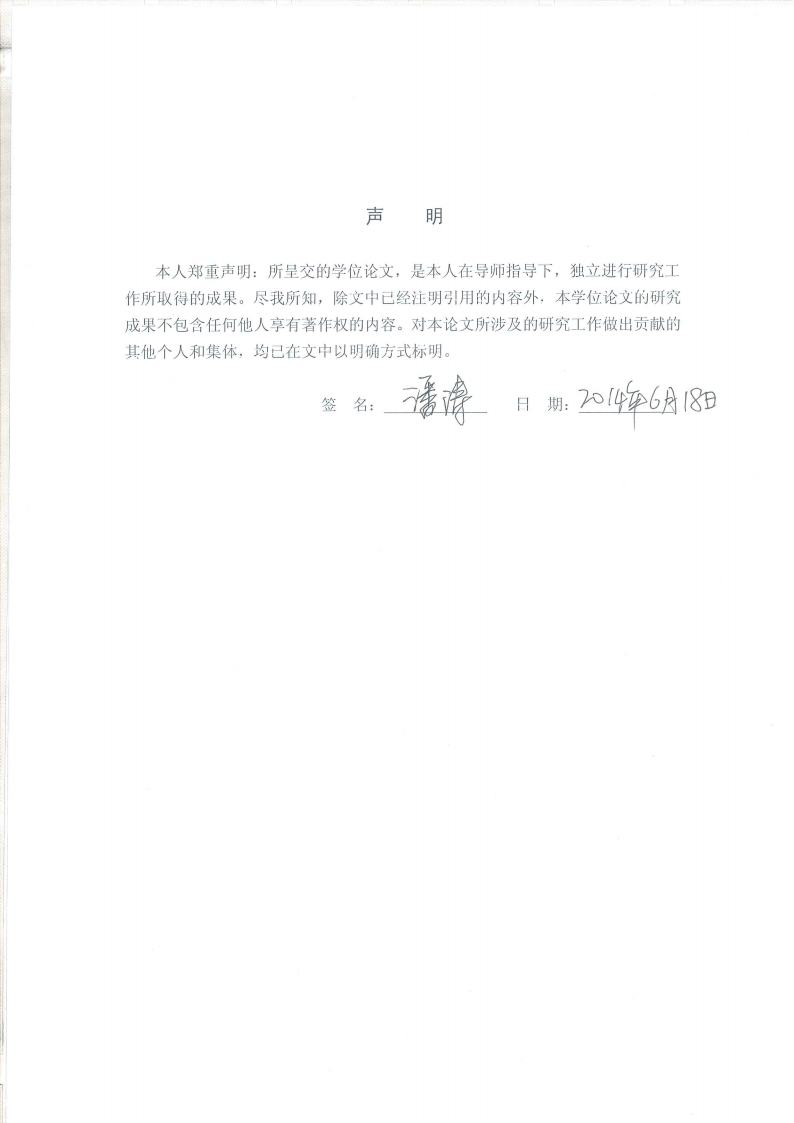 声 明
本人郑重声明：所呈交的学位论文，是本人在导师指导下，独立进行研究工
作所取得的成果。尽我所知，除文中已经注明引用的内容外，本学位论文的研究
成果不包含任何他人享有著作权的内容。对本论文所涉及的研究工作做出贡献的
其他个人和集体，均已在文中以明确方式标明。
签 名：潘涛 日 期：2014年6月18日